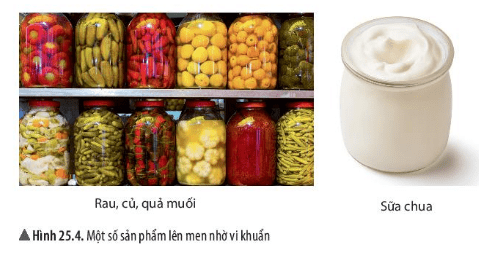 Rau, củ, quả muối
Sữa chua
▲Hình 25.4. Một số sản phẩm lên men nhờ vi khuẩn